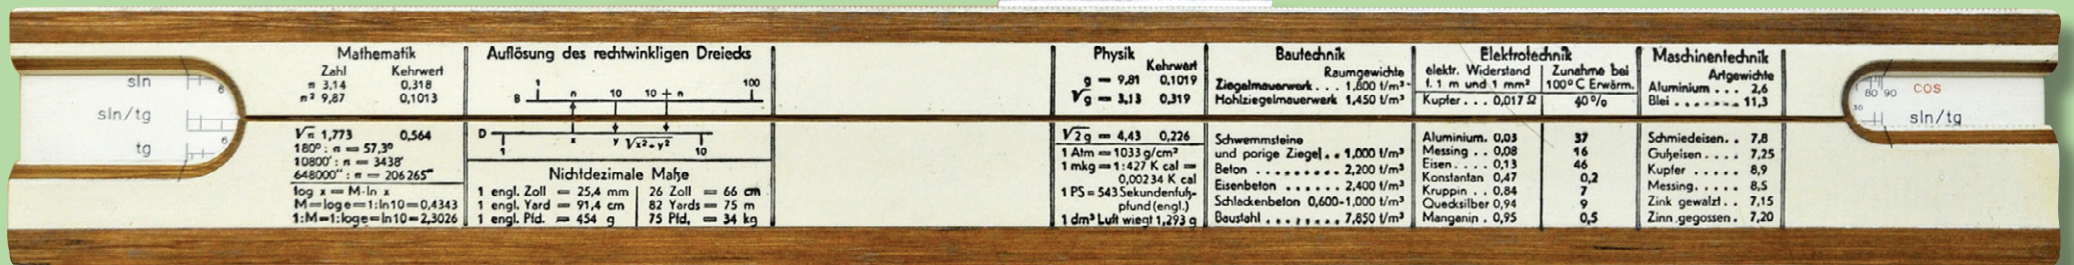 sin
sin/tg
tg
6
6
Mathematik
Zahl Kehrwert
π 3,14 0,318
π² 9,87 0,1013
√π 1,773 0,564
180° : π = 57,3°
10800' : π = 3438'
648000'' : π = 206265''
log x = M·ln x
M=loge=1:ln10=0,4343
1:M=1:loge=ln10=2,3026
Auflösung des rechtwinkligen Dreiecks
1 n 10 10 + n 100
B
D
1 x y √x²+y² 10
Nichtdezimale Maße
1 engl. Zoll = 25,4 mm 26 Zoll = 66 cm
1 engl. Yard = 91,4 cm 82 Yards = 75 m
1 engl. Pfd. = 454 g 75 Pfd. = 34 kg
Physik
Kehrwert
g = 9,81 0,1019
√g = 3,13 0,319
√2g = 4,43 0,226
1 Atm = 1033 g/cm²
1 mkg = 1:427 K cal =
0,00234 K cal
1 PS = 543 Sekundenfuß-
pfund (engl.)
1 dm³ Luft wiegt 1,293 g
Bautechnik
Raumgewichte
Ziegelmauerwerk . . . 1,800 t/m³
Hohlziegelmauerwerk 1,450 t/m³
Schwemmsteine
und porige Ziegel . . 1,000 t/m³
Beton . . . . . . . . 2,200 t/m³
Eisenbeton . . . . . . 2,400 t/m³
Schlackenbeton 0,600-1,000 t/m³
Baustahl . . . . . . . . 7,850 t/m³
Elektrotechnik
elektr. Widerstand Zunahme bei
f. 1 m und 1 mm² 100°C Erwärm.
Kupfer . . . 0,017 Ω 40%
Aluminium. 0,03 37
Messing . . 0,08 16
Eisen . . . . 0,13 46
Konstantan 0,47 0,2
Kruppin . . 0,84 7
Quecksilber 0,94 9
Manganin . 0,95 0,5
Maschinentechnik
Artgewichte
Aluminium . . . 2,6
Blei . . . . . . . 11,3
Schmiedeisen. . 7,8
Gußeisen . . . . 7,25
Kupfer . . . . 8,9
Messing. . . . . 8,5
Zink gewalzt . . 7,15
Zinn gegossen . 7,20
80 90 cos
30
sin/tg